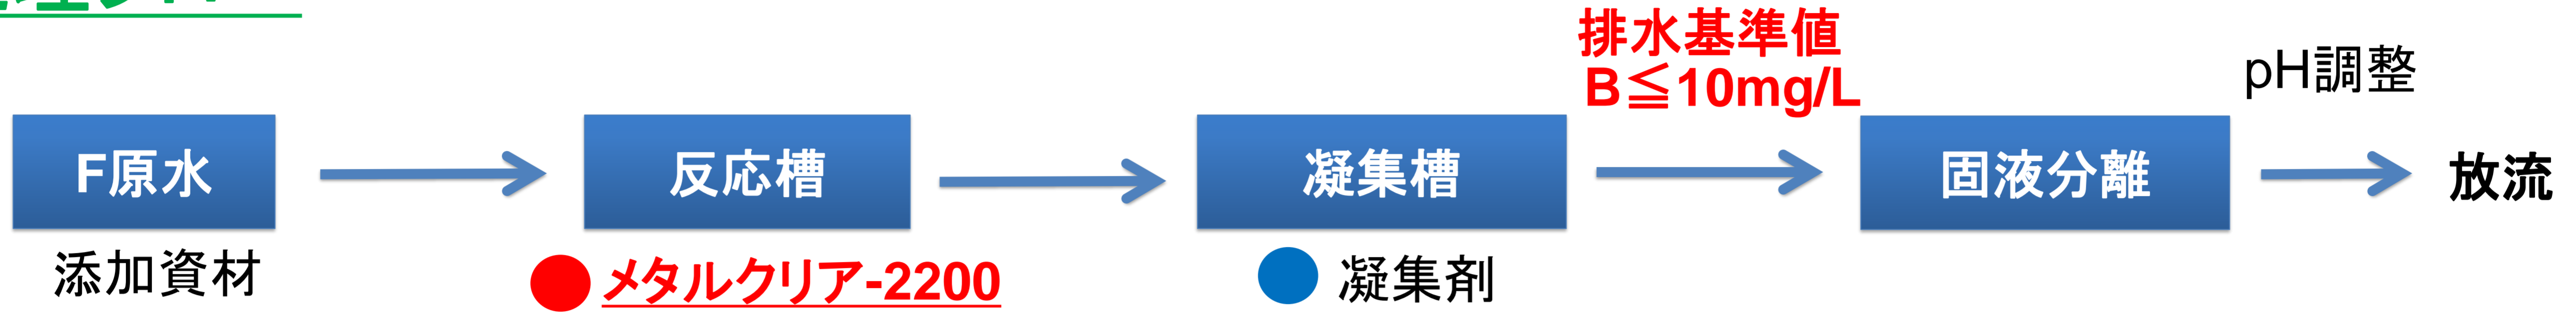 排水基準値
B≦10mg/L
pH調整
F原水
反応槽
凝集槽
固液分離
放流
添加資材
メタルクリア-2200
凝集剤